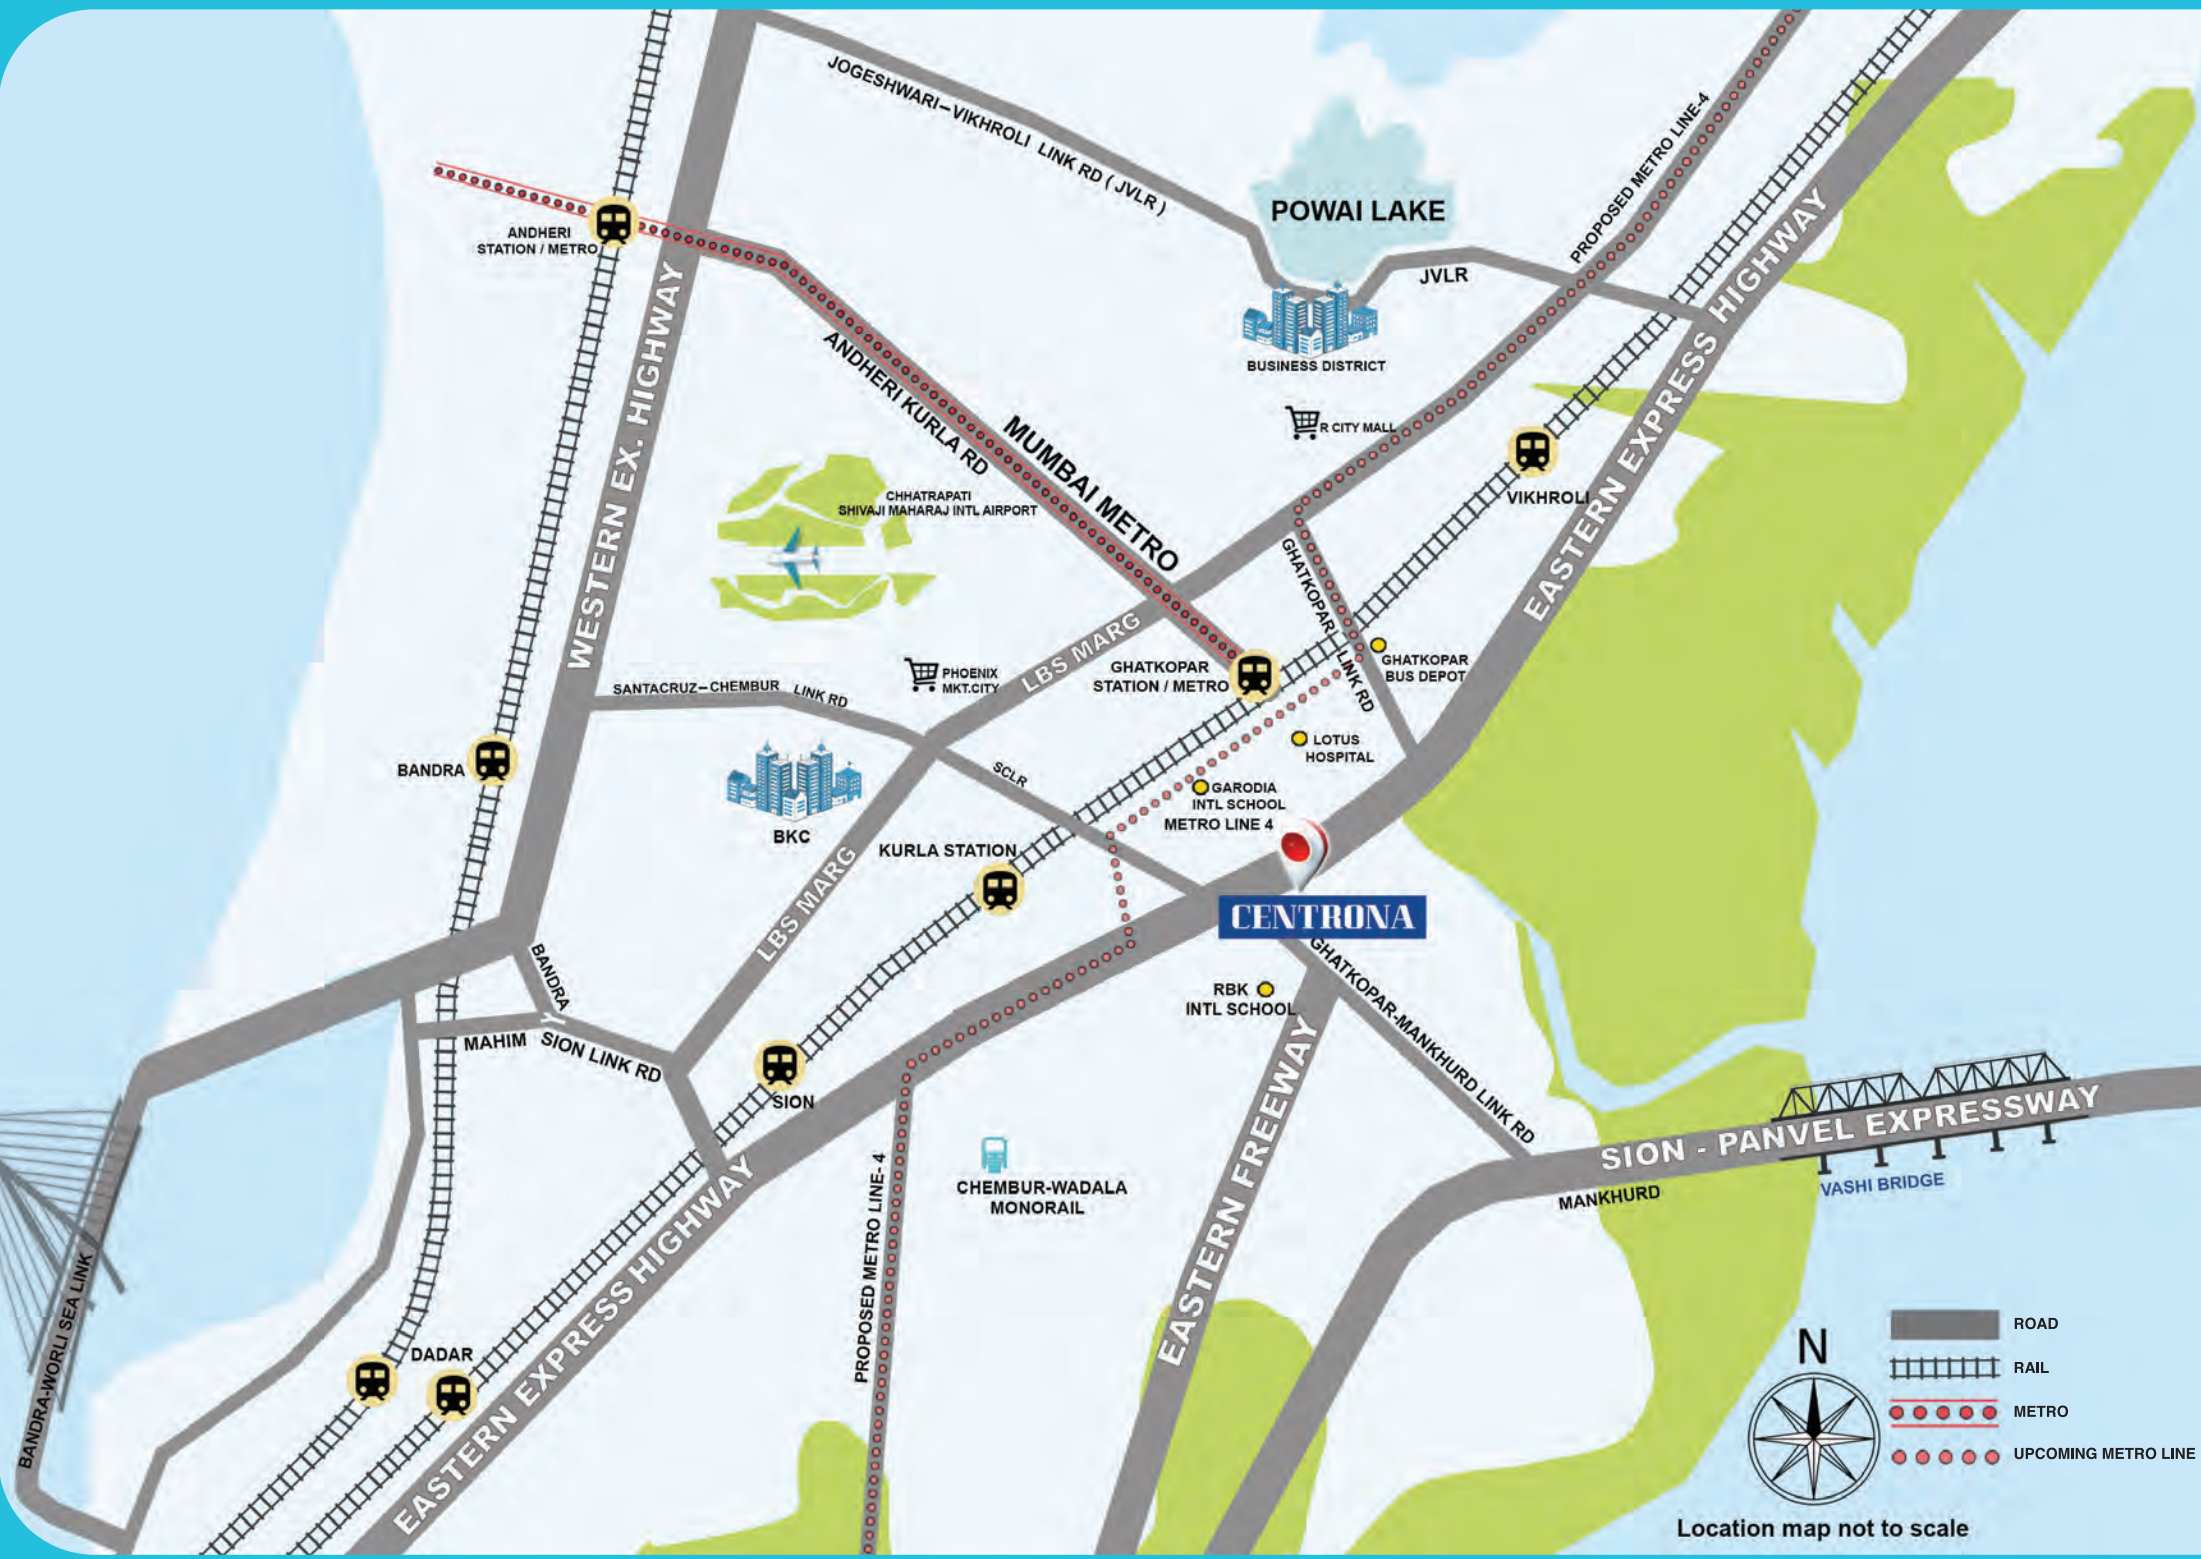 JOGESHWARI–VIKHROLI LINK RD ( JVLR )
PROPOSED METRO LINE-4
POWAI LAKE
ANDHERI
STATION / METRO
JVLR
EASTERN EXPRESS HIGHWAY
BUSINESS DISTRICT
WESTERN EX. HIGHWAY
ANDHERI KURLA RD
MUMBAI METRO
R CITY MALL
VIKHROLI
CHHATRAPATI
SHIVAJI MAHARAJ INTL AIRPORT
GHATKOPAR LINK RD
LBS MARG
GHATKOPAR
STATION / METRO
GHATKOPAR
BUS DEPOT
PHOENIX
MKT.CITY
SANTACRUZ–CHEMBUR LINK RD
LOTUS
HOSPITAL
BANDRA
SCLR
GARODIA
INTL SCHOOL
METRO LINE 4
BKC
KURLA STATION
LBS MARG
CENTRONA
BANDRA
GHATKOPAR-MANKHURD LINK RD
RBK
INTL SCHOOL
MAHIM SION LINK RD
SION
EASTERN FREEWAY
SION - PANVEL EXPRESSWAY
VASHI BRIDGE
MANKHURD
CHEMBUR-WADALA
MONORAIL
PROPOSED METRO LINE- 4
EASTERN EXPRESS HIGHWAY
BANDRA-WORLI SEA LINK
DADAR
N
ROAD
RAIL
METRO
UPCOMING METRO LINE
Location map not to scale